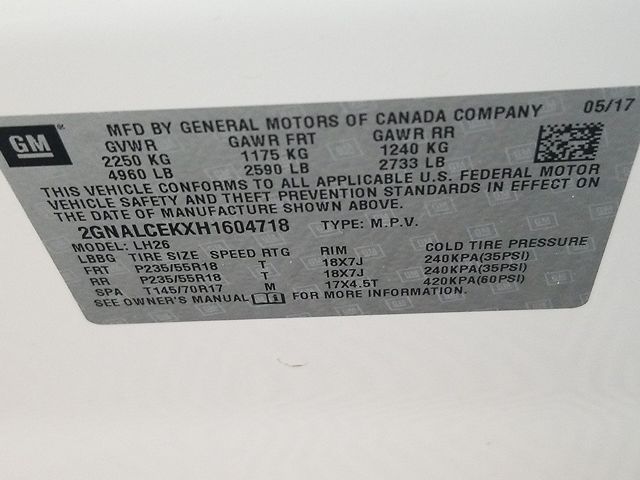 GM
MFD BY GENERAL MOTORS OF CANADA COMPANY 05/17
GVWR GAWR FRT GAWR RR
2250 KG 1175 KG 1240 KG
4960 LB 2590 LB 2733 LB
THIS VEHICLE CONFORMS TO ALL APPLICABLE U.S. FEDERAL MOTOR
VEHICLE SAFETY AND THEFT PREVENTION STANDARDS IN EFFECT ON
THE DATE OF MANUFACTURE SHOWN ABOVE.
2GNALCEKXH1604718 TYPE: M.P.V.
MODEL: LH26
LBBG TIRE SIZE SPEED RTG RIM COLD TIRE PRESSURE
FRT P235/55R18 T 18X7J 240KPA(35PSI)
RR P235/55R18 T 18X7J 240KPA(35PSI)
SPA T145/70R17 M 17X4.5T 420KPA(60PSI)
SEE OWNER'S MANUAL FOR MORE INFORMATION.